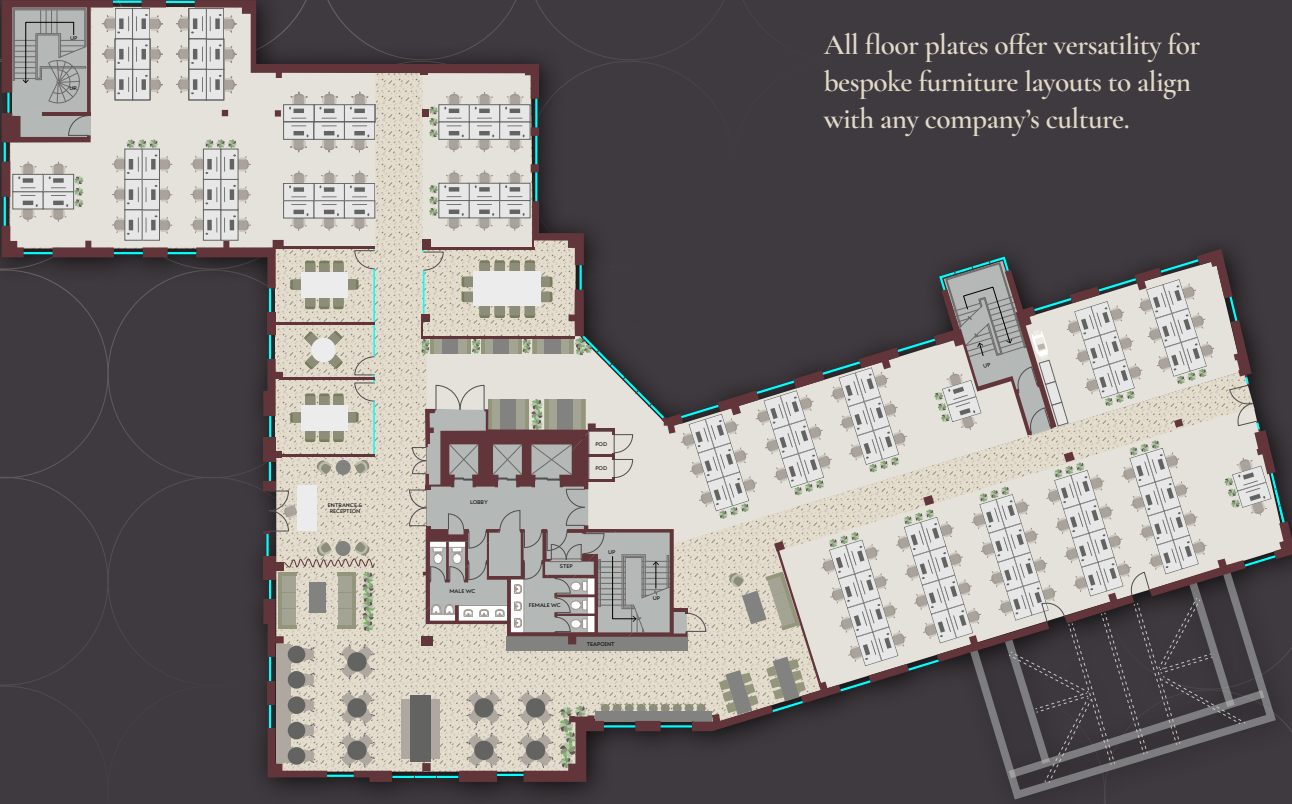 All floor plates offer versatility for
bespoke furniture layouts to align
with any company's culture.
UP
UP
UP
POD
POD
LOBBY
ENTRANCE &
RECEPTION
UP
STEP
MALE WC
UP
FEMALE WC
TEAPOINT